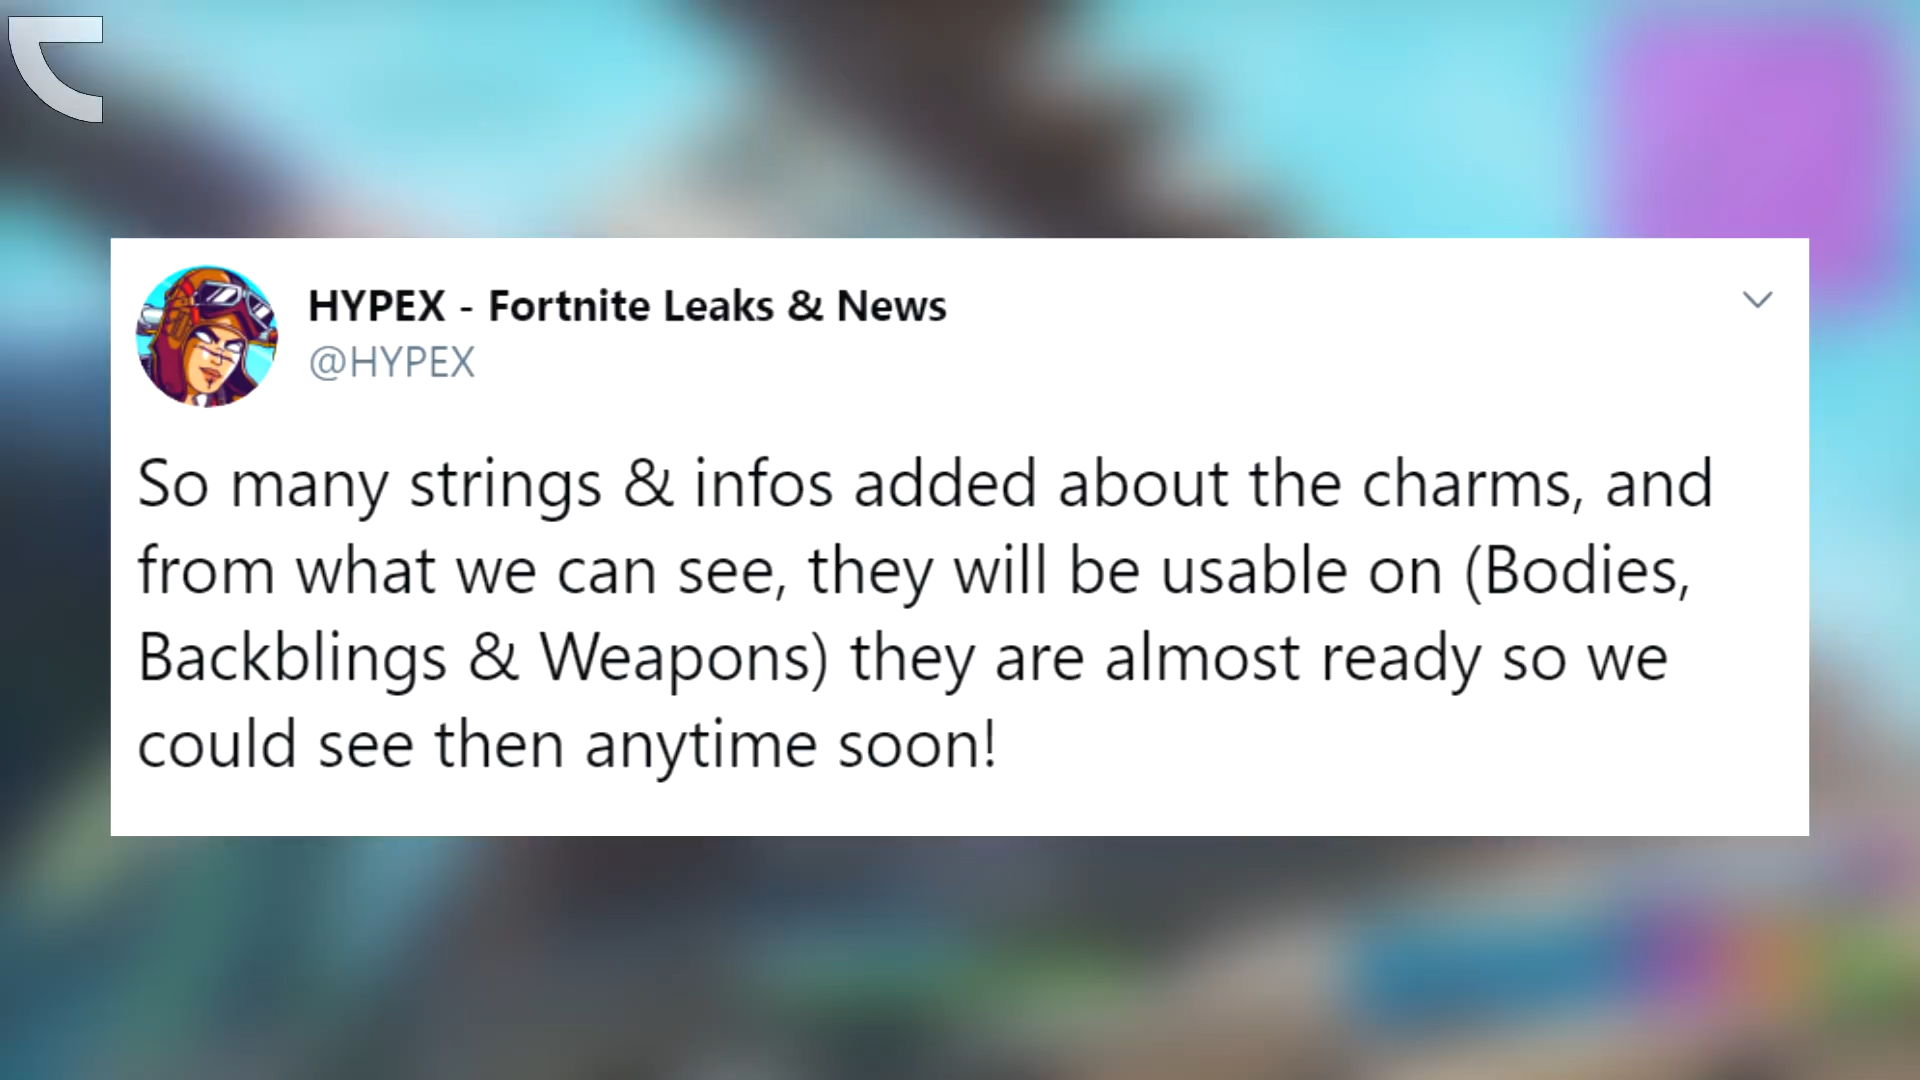 HYPEX - Fortnite Leaks & News
@HYPEX
So many strings & infos added about the charms, and
from what we can see, they will be usable on (Bodies,
Backblings & Weapons) they are almost ready so we
could see then anytime soon!